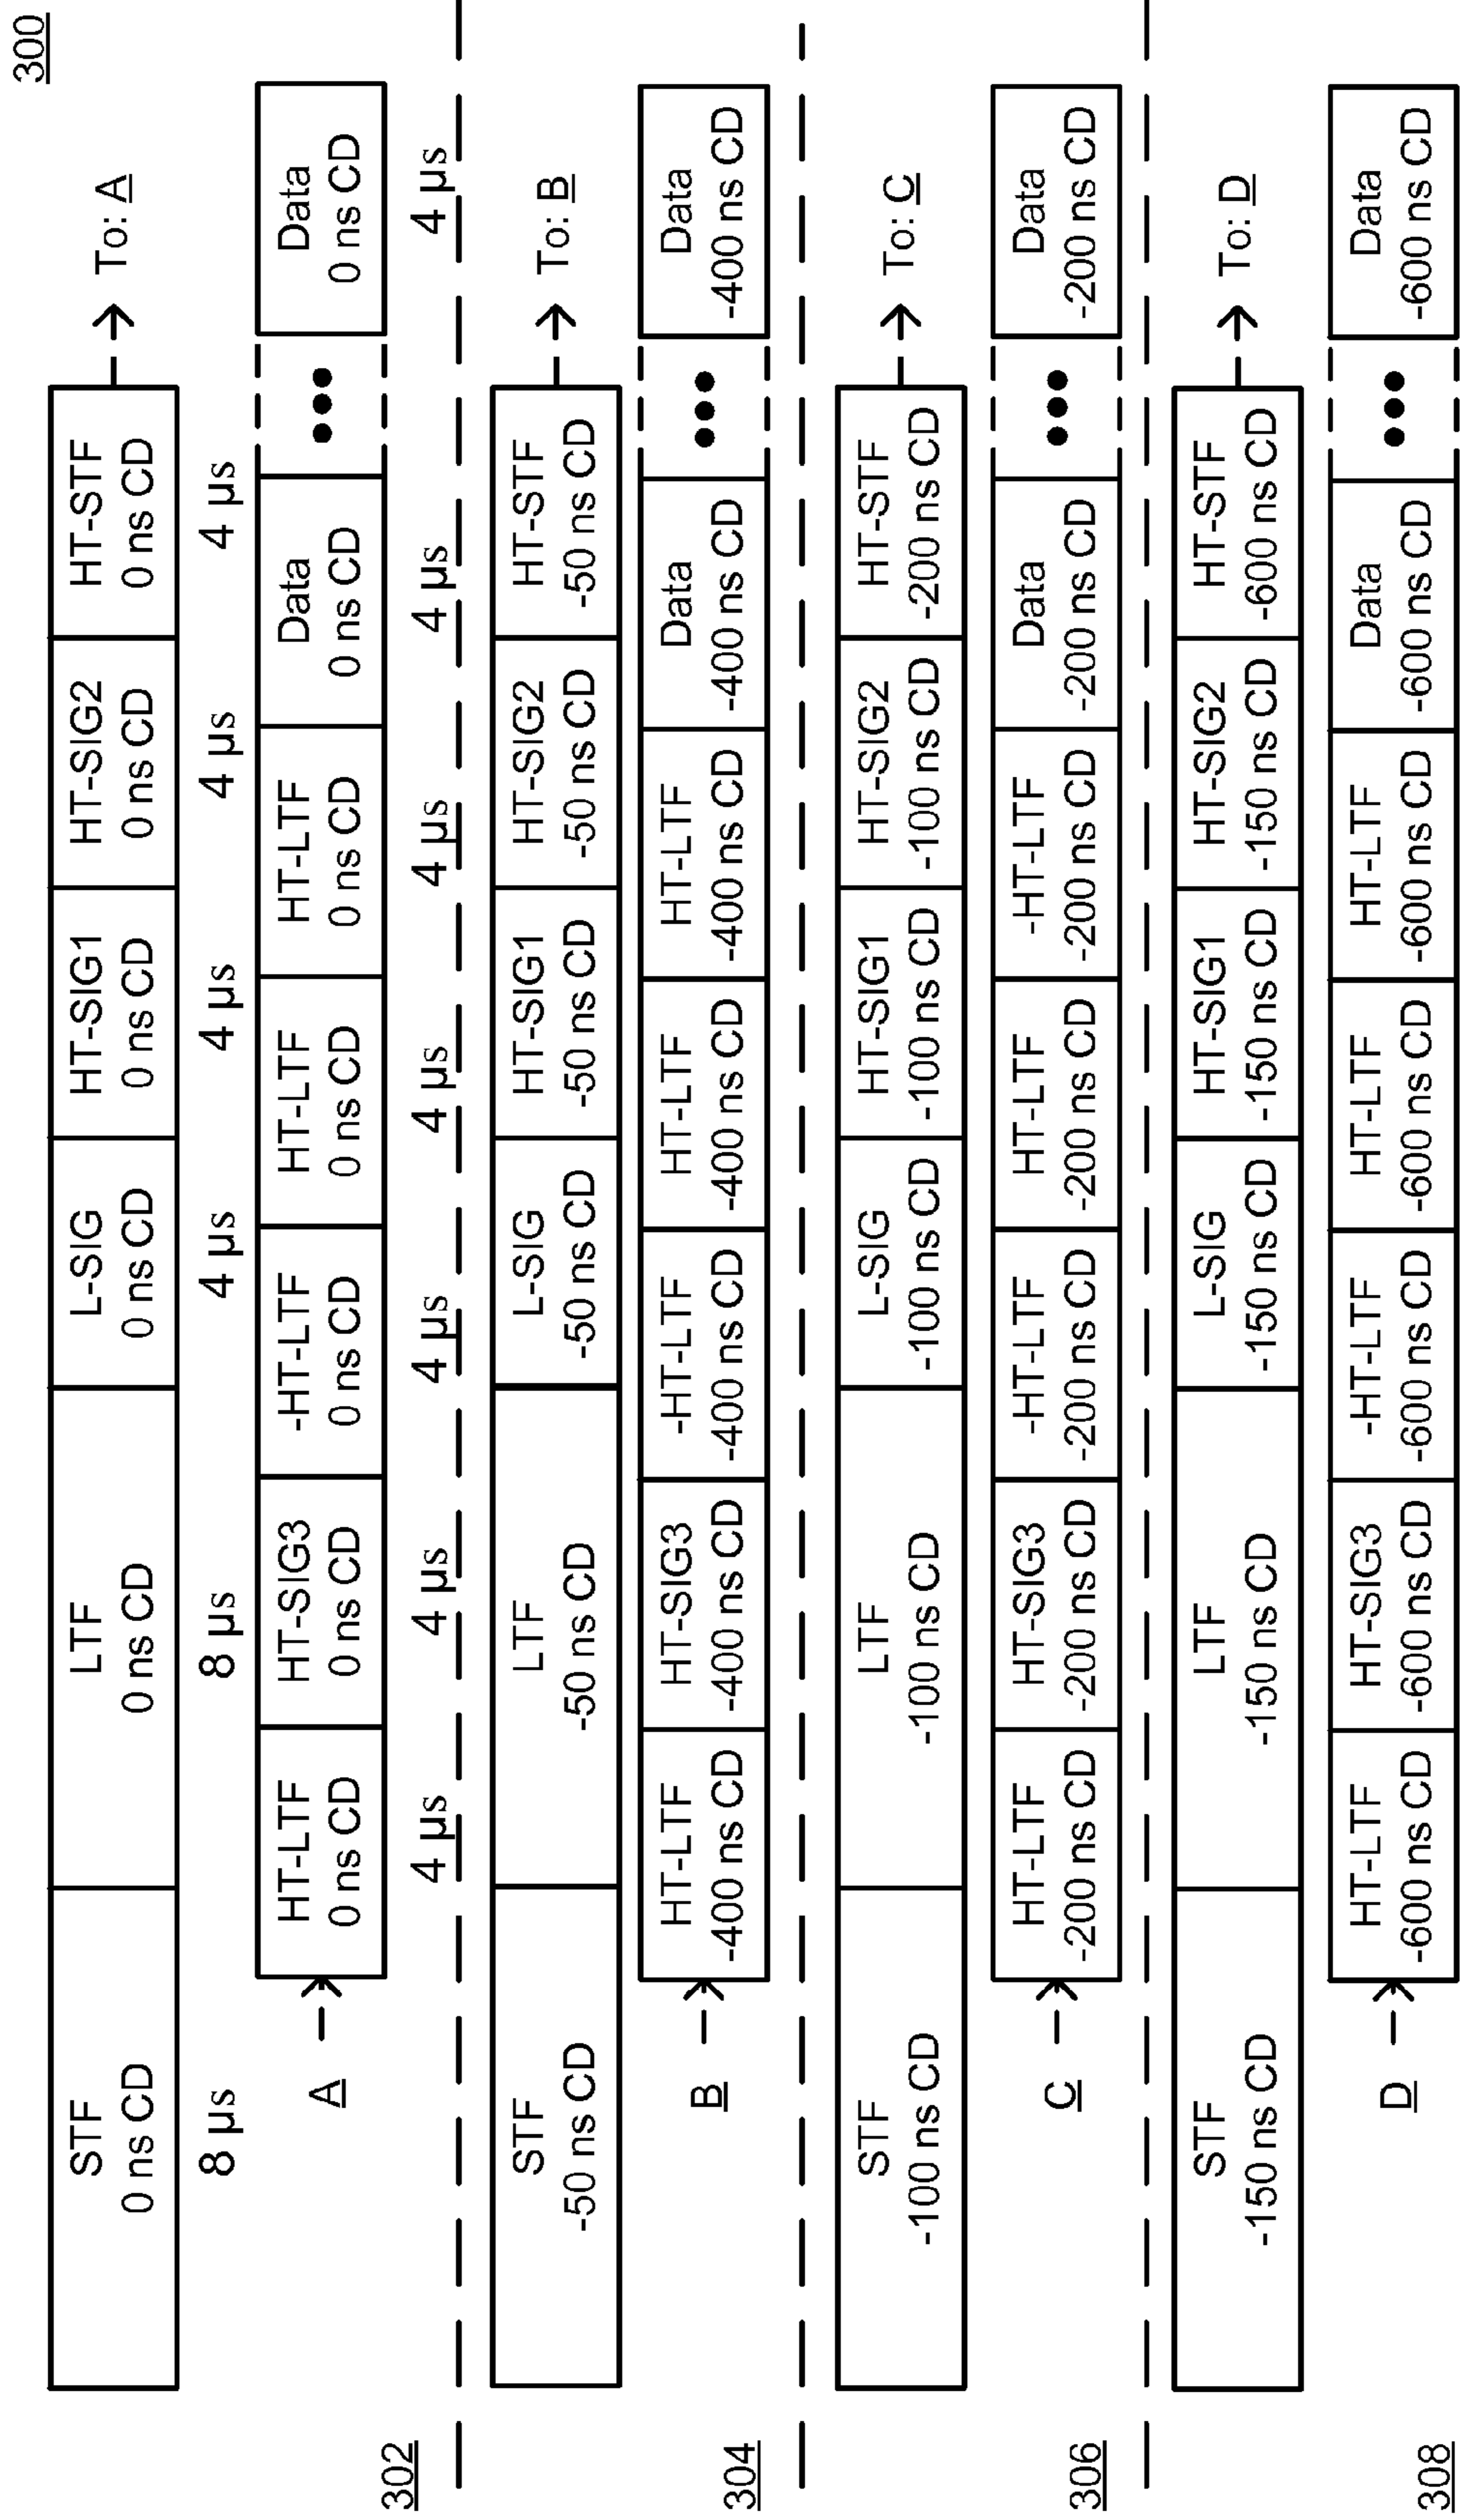 300
STF LTF L-SIG HT-SIG1 HT-SIG2 HT-STF
0 ns CD 0 ns CD 0 ns CD 0 ns CD 0 ns CD 0 ns CD
To: A
8 µs 8 µs 4 µs 4 µs 4 µs 4 µs
A
HT-LTF HT-SIG3 -HT-LTF HT-LTF HT-LTF Data Data
0 ns CD 0 ns CD 0 ns CD 0 ns CD 0 ns CD 0 ns CD 0 ns CD
302
4 µs 4 µs 4 µs 4 µs 4 µs 4 µs 4 µs
STF LTF L-SIG HT-SIG1 HT-SIG2 HT-STF
-50 ns CD -50 ns CD -50 ns CD -50 ns CD -50 ns CD -50 ns CD
To: B
B
HT-LTF HT-SIG3 -HT-LTF HT-LTF HT-LTF Data Data
-400 ns CD -400 ns CD -400 ns CD -400 ns CD -400 ns CD -400 ns CD -400 ns CD
304
STF LTF L-SIG HT-SIG1 HT-SIG2 HT-STF
-100 ns CD -100 ns CD -100 ns CD -100 ns CD -100 ns CD -200 ns CD
To: C
C
HT-LTF HT-SIG3 -HT-LTF HT-LTF -HT-LTF Data Data
-200 ns CD -200 ns CD -200 ns CD -200 ns CD -200 ns CD -200 ns CD -200 ns CD
306
STF LTF L-SIG HT-SIG1 HT-SIG2 HT-STF
-150 ns CD -150 ns CD -150 ns CD -150 ns CD -150 ns CD -600 ns CD
To: D
D
HT-LTF HT-SIG3 -HT-LTF HT-LTF HT-LTF Data Data
-600 ns CD -600 ns CD -600 ns CD -600 ns CD -600 ns CD -600 ns CD -600 ns CD
308